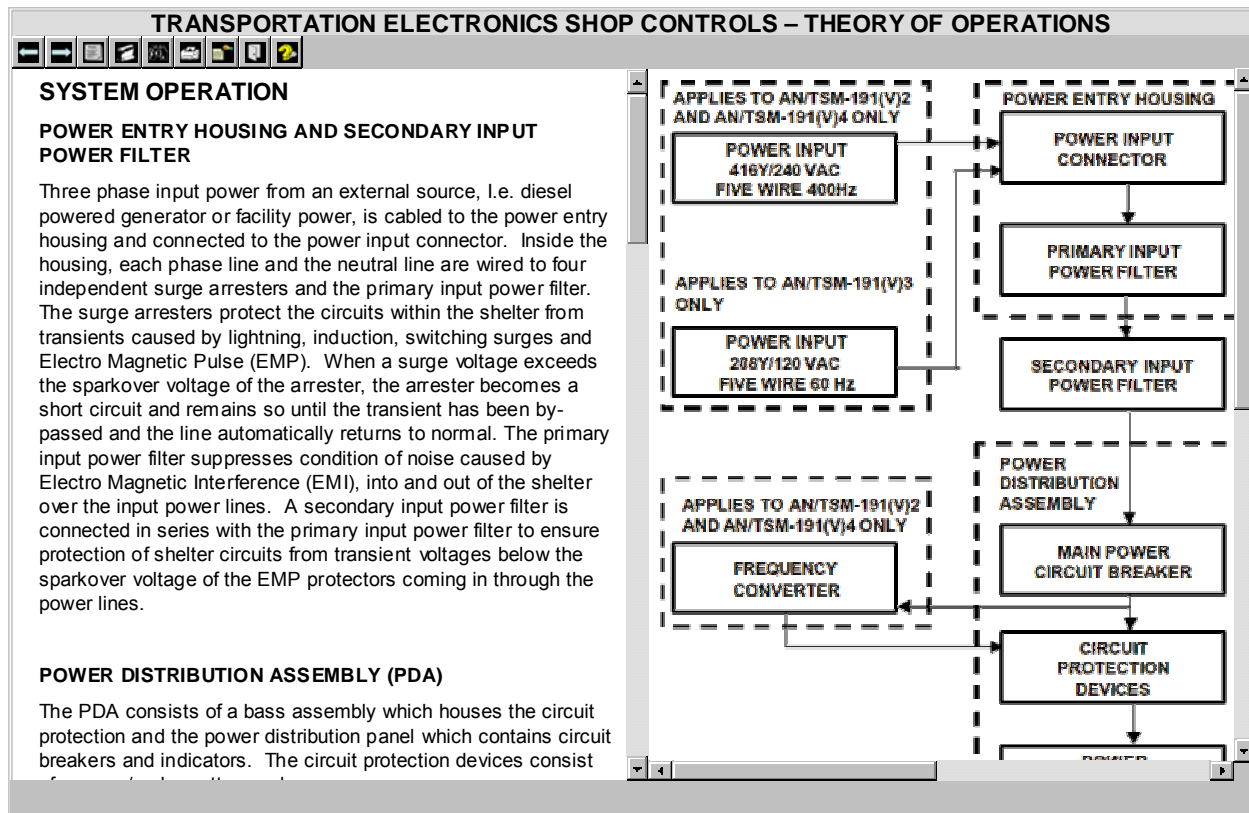 TRANSPORTATION ELECTRONICS SHOP CONTROLS – THEORY OF OPERATIONS
SYSTEM OPERATION
POWER ENTRY HOUSING AND SECONDARY INPUT
POWER FILTER
Three phase input power from an external source, I.e. diesel
powered generator or facility power, is cabled to the power entry
housing and connected to the power input connector. Inside the
housing, each phase line and the neutral line are wired to four
independent surge arresters and the primary input power filter.
The surge arresters protect the circuits within the shelter from
transients caused by lightning, induction, switching surges and
Electro Magnetic Pulse (EMP). When a surge voltage exceeds
the sparkover voltage of the arrester, the arrester becomes a
short circuit and remains so until the transient has been by-
passed and the line automatically returns to normal. The primary
input power filter suppresses condition of noise caused by
Electro Magnetic Interference (EMI), into and out of the shelter
over the input power lines. A secondary input power filter is
connected in series with the primary input power filter to ensure
protection of shelter circuits from transient voltages below the
sparkover voltage of the EMP protectors coming in through the
power lines.
POWER DISTRIBUTION ASSEMBLY (PDA)
The PDA consists of a bass assembly which houses the circuit
protection and the power distribution panel which contains circuit
breakers and indicators. The circuit protection devices consist
APPLIES TO AN/TSM-191(V)2
AND AN/TSM-191(V)4 ONLY
POWER INPUT
416Y/240 VAC
FIVE WIRE 400Hz
APPLIES TO AN/TSM-191(V)3
ONLY
POWER INPUT
208Y/120 VAC
FIVE WIRE 60 Hz
POWER ENTRY HOUSING
POWER INPUT
CONNECTOR
PRIMARY INPUT
POWER FILTER
SECONDARY INPUT
POWER FILTER
APPLIES TO AN/TSM-191(V)2
AND AN/TSM-191(V)4 ONLY
FREQUENCY
CONVERTER
POWER
DISTRIBUTION
ASSEMBLY
MAIN POWER
CIRCUIT BREAKER
CIRCUIT
PROTECTION
DEVICES
POWER